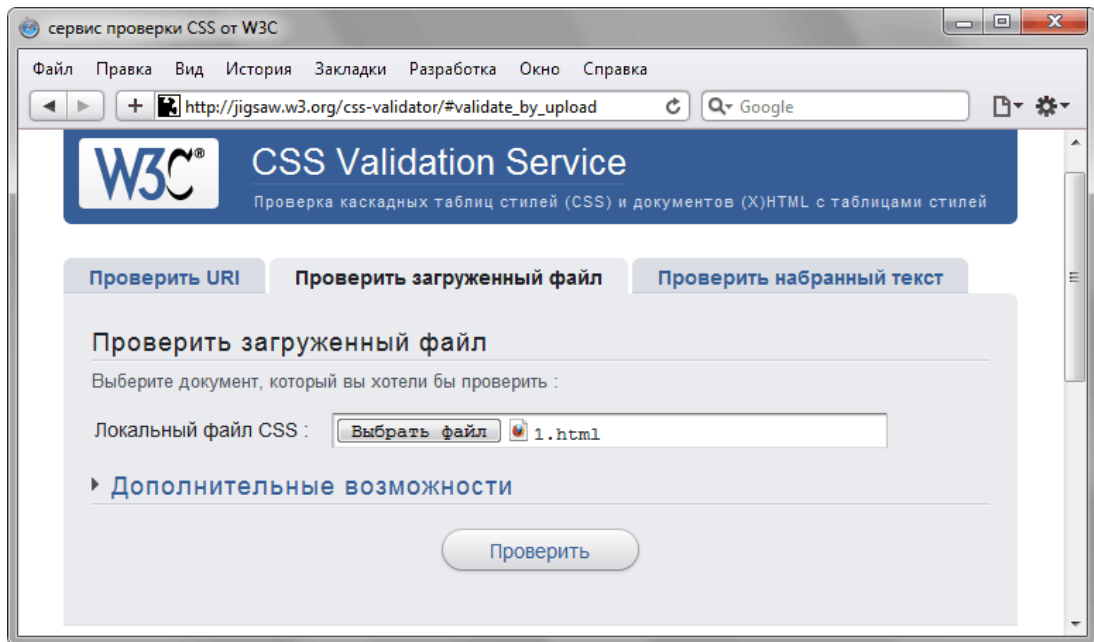 сервис проверки CSS от W3C
Файл Правка Вид История Закладки Разработка Окно Справка
http://jigsaw.w3.org/css-validator/#validate_by_upload Google
W3C® CSS Validation Service
Проверка каскадных таблиц стилей (CSS) и документов (X)HTML с таблицами стилей
Проверить URI Проверить загруженный файл Проверить набранный текст
Проверить загруженный файл
Выберите документ, который вы хотели бы проверить :
Локальный файл CSS : Выбрать файл 1.html
Дополнительные возможности
Проверить